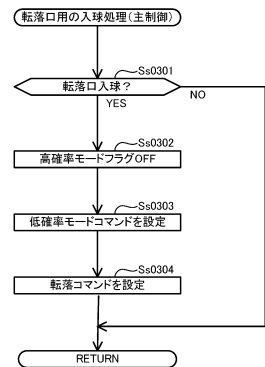 転落口用の入球処理(主制御)
Ss0301
転落口入球?
YES
NO
Ss0302
高確率モードフラグOFF
Ss0303
低確率モードコマンドを設定
Ss0304
転落コマンドを設定
RETURN